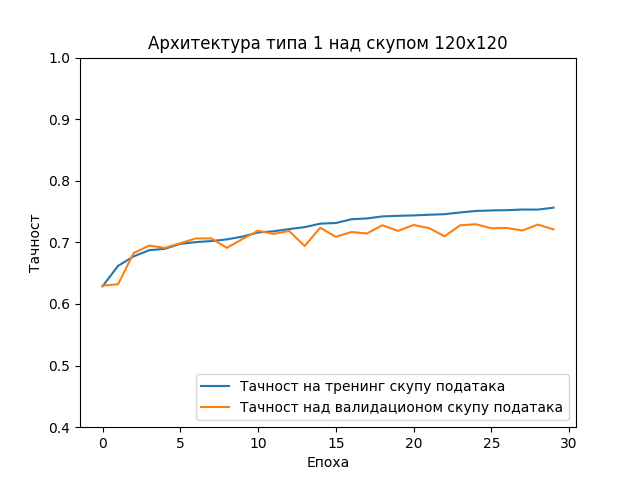 Архитектура типа 1 над скупом 120x120
1.0
0.9
0.8
0.7
0.6
0.5
0.4
Тачност
Тачност на тренинг скупу података
Тачност над валидационом скупу података
0 5 10 15 20 25 30
Епоха